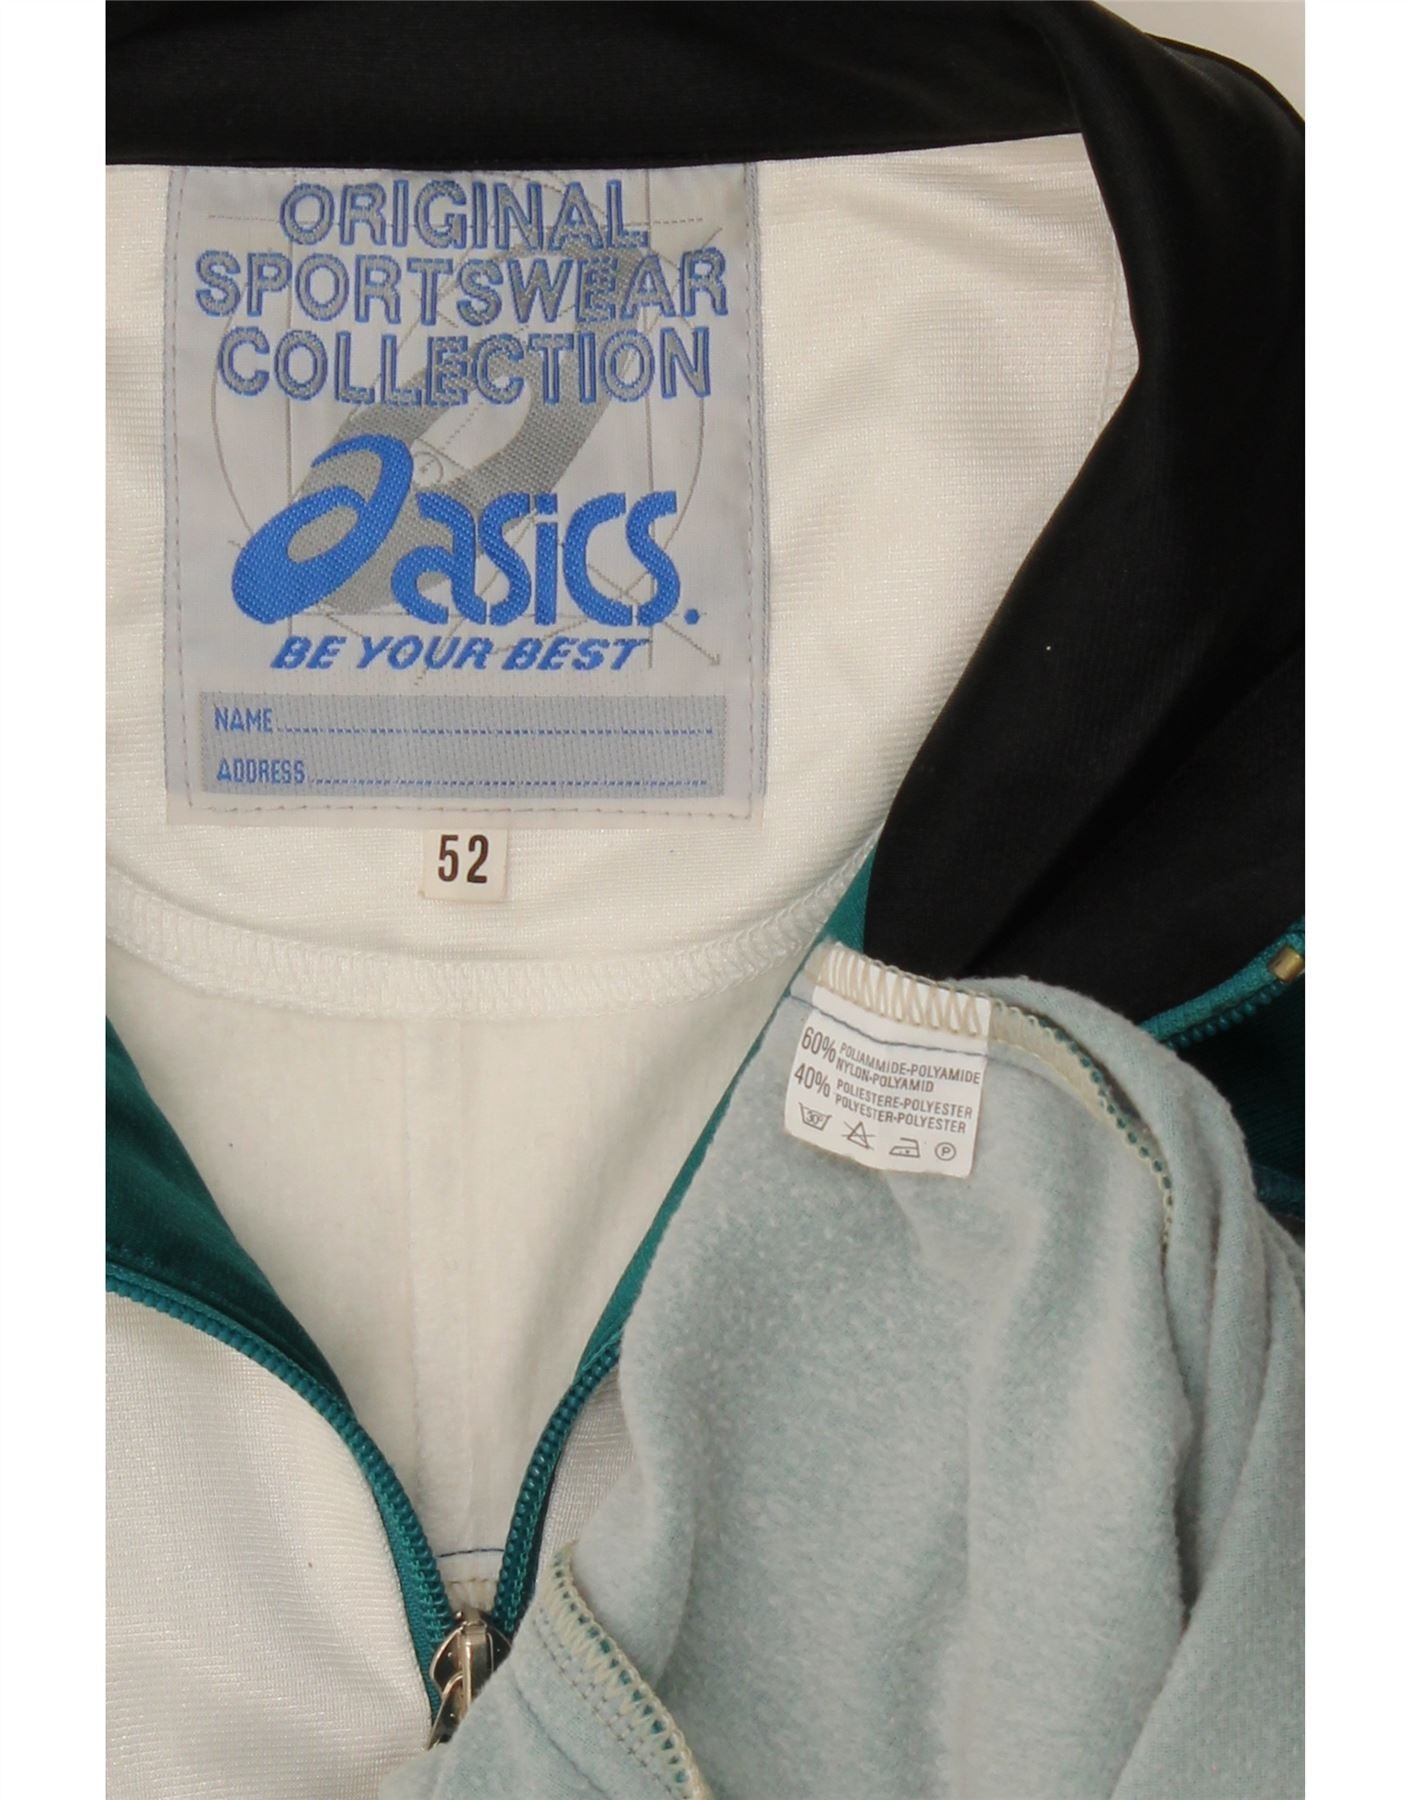 ORIGINAL
SPORTSWEAR
COLLECTION
asics.
BE YOUR BEST
NAME
ADDRESS
52
60% POLIAMMIDE-POLYAMIDE
NYLON-POLYAMID
40% POLIESTERE-POLYESTER
POLYESTER-POLYESTER
30°
P